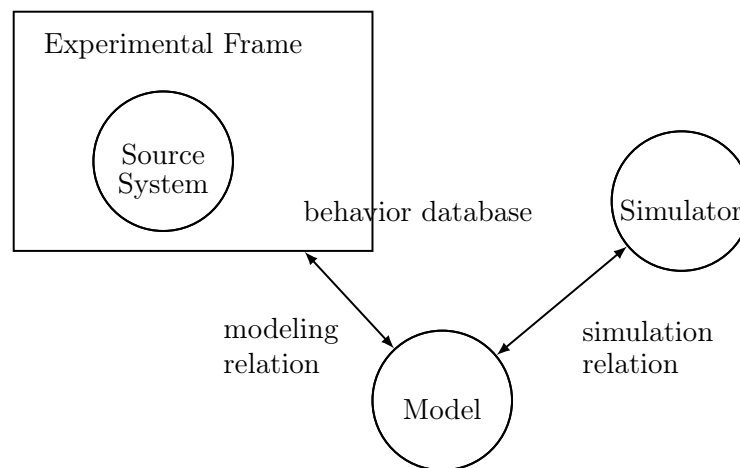 Experimental Frame
Source
System
behavior database
Simulator
modeling
relation
simulation
relation
Model